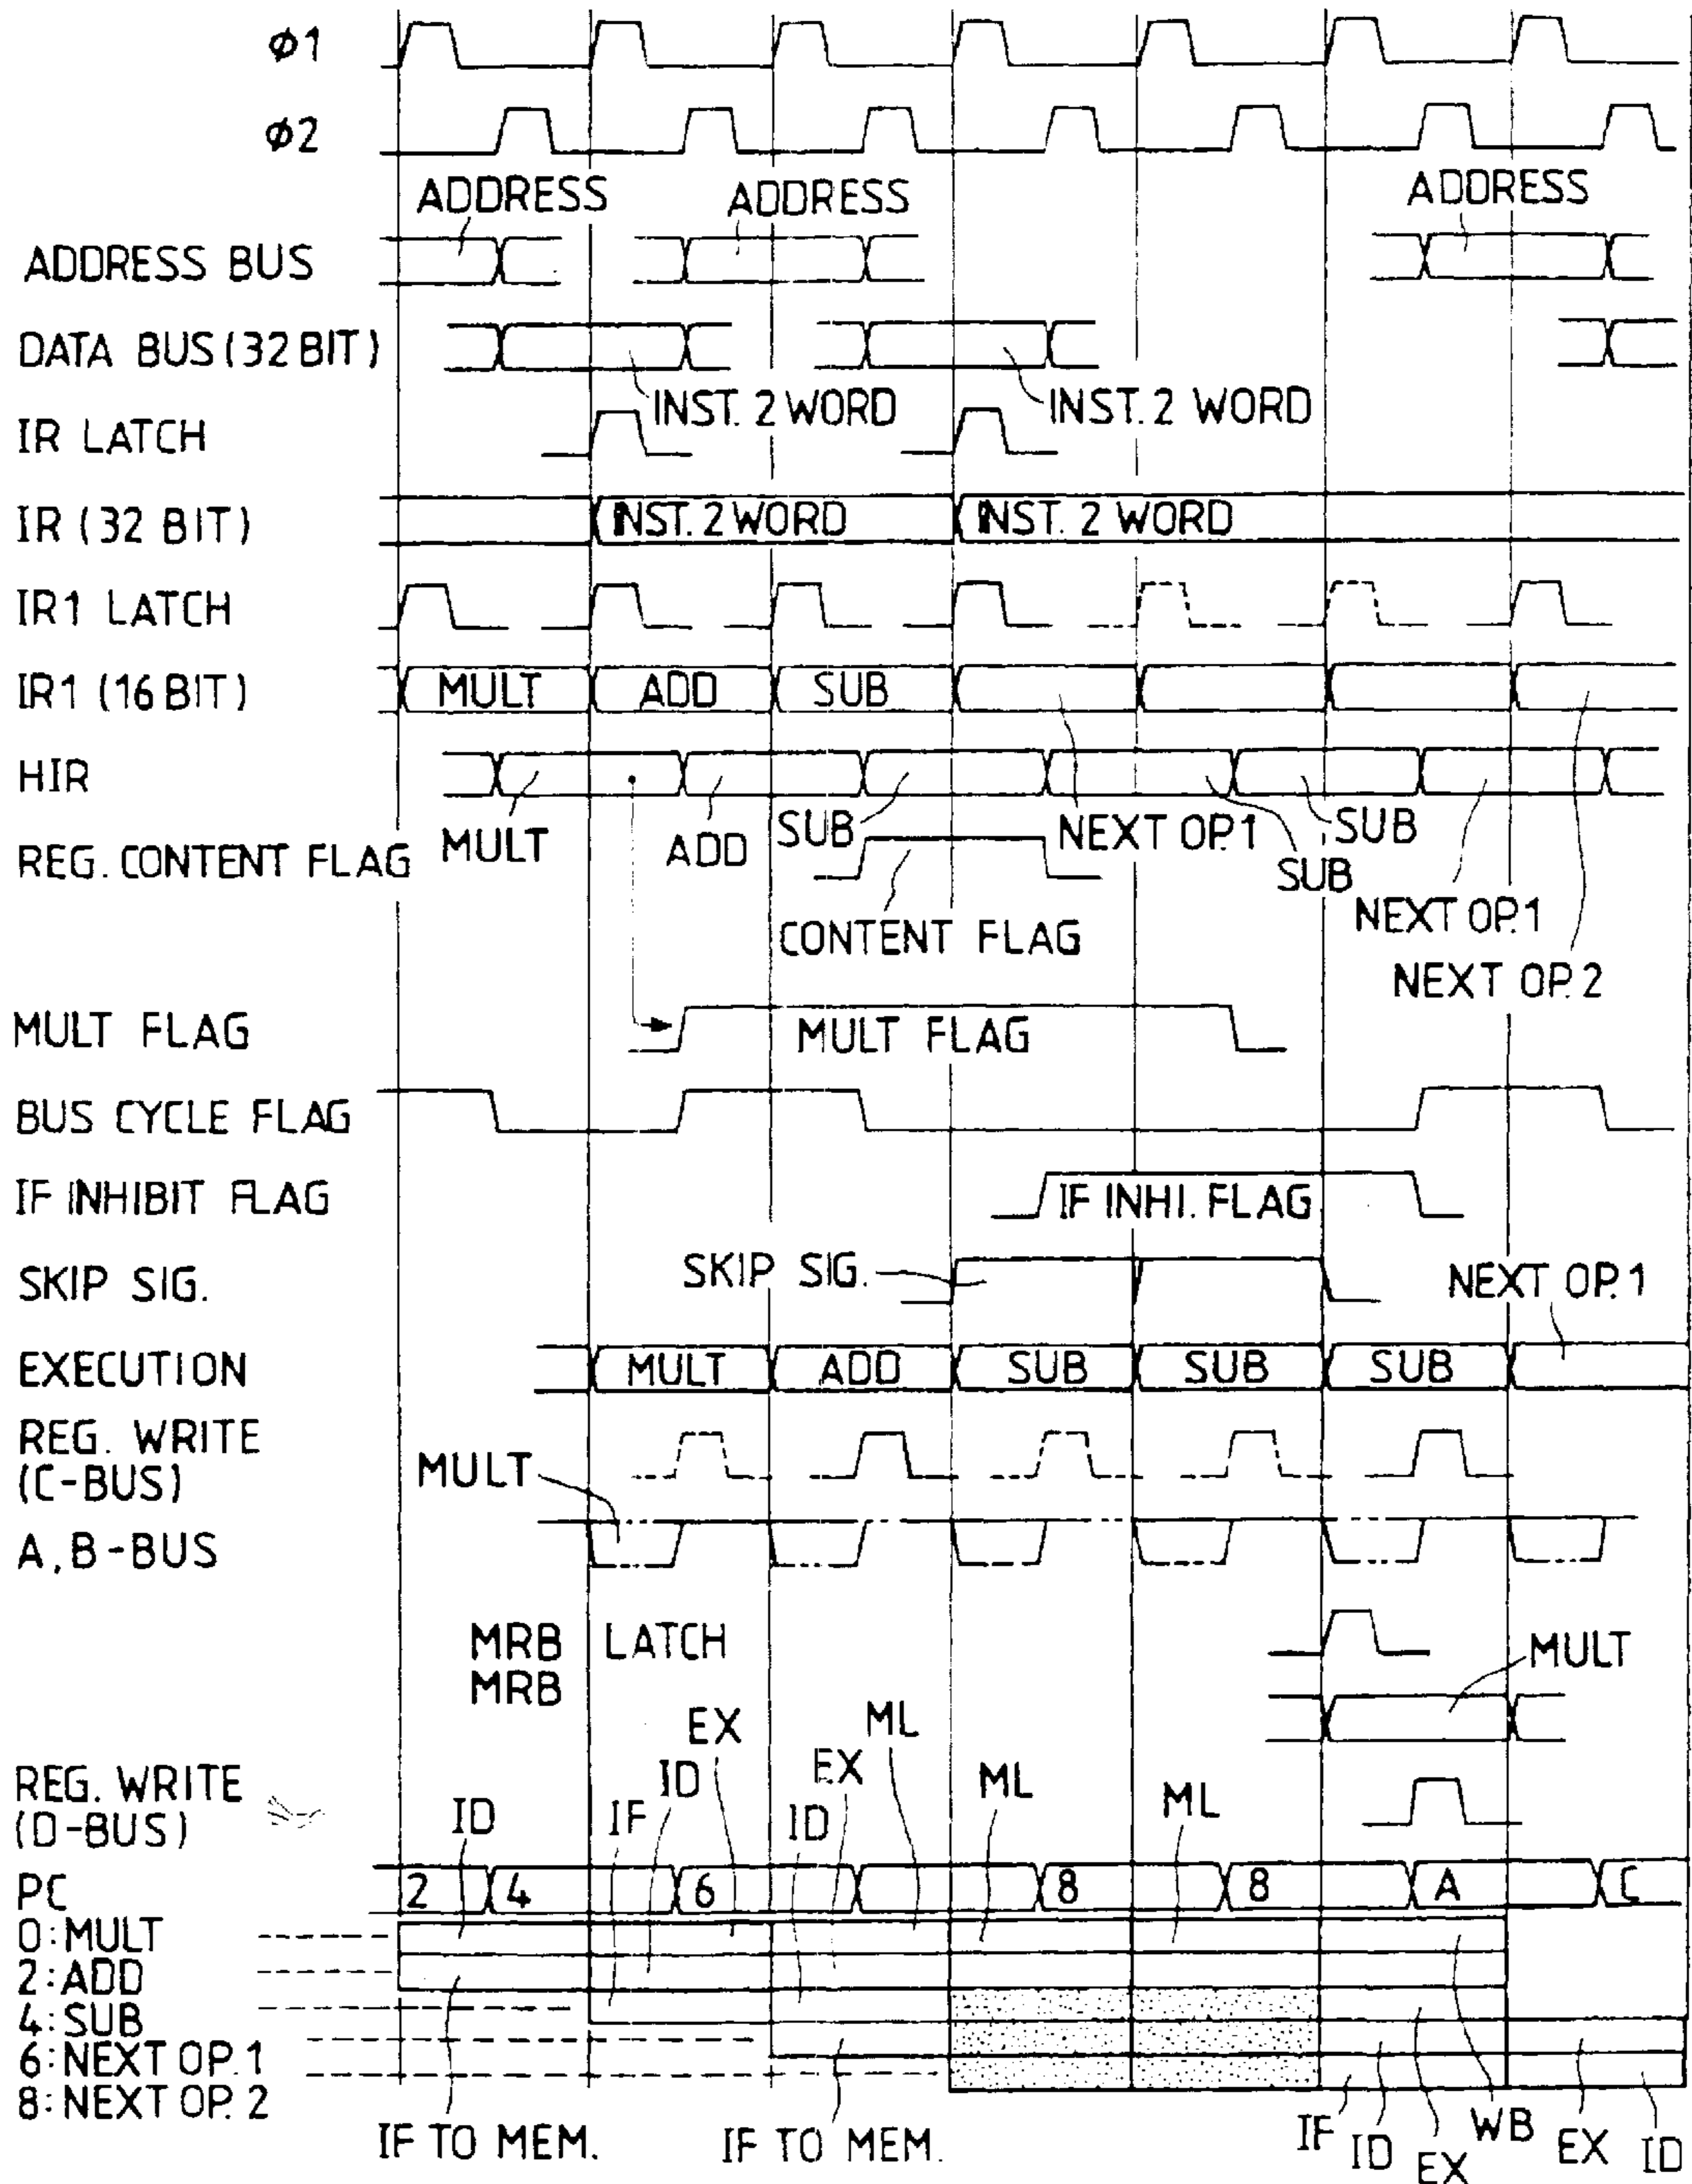 Ø1
Ø2
ADDRESS ADDRESS ADDRESS
ADDRESS BUS
DATA BUS (32 BIT)
INST. 2 WORD INST. 2 WORD
IR LATCH
IR (32 BIT) INST. 2 WORD INST. 2 WORD
IR1 LATCH
IR1 (16 BIT) MULT ADD SUB
HIR
MULT ADD SUB NEXT OP.1 SUB SUB
REG. CONTENT FLAG
NEXT OP.1
CONTENT FLAG
NEXT OP.2
MULT FLAG MULT FLAG
BUS CYCLE FLAG
IF INHIBIT FLAG IF INHI. FLAG
SKIP SIG. SKIP SIG. NEXT OP.1
EXECUTION MULT ADD SUB SUB SUB
REG. WRITE
(C-BUS)
MULT
A, B-BUS
MRB LATCH
MRB
MULT
EX ML
REG. WRITE
(D-BUS)
ID IF ID EX ID ML ML
PC 2 4 6 8 8 A C
0:MULT
2:ADD
4:SUB
6:NEXT OP.1
8:NEXT OP.2
IF TO MEM. IF TO MEM. IF ID EX WB EX ID